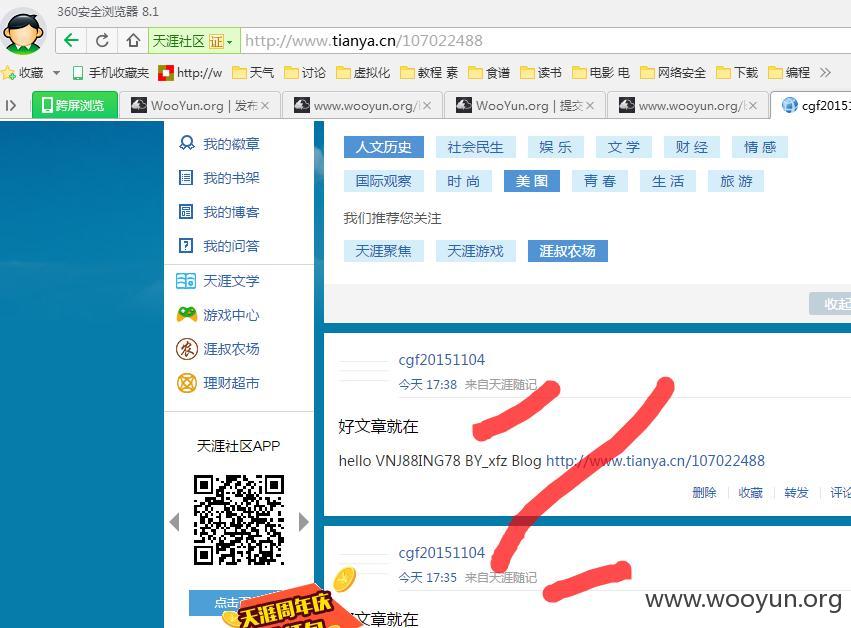 360安全浏览器 8.1
天涯社区 证 http://www.tianya.cn/107022488
收藏 手机收藏夹 http://w 天气 讨论 虚拟化 教程 素 食谱 读书 电影 电 网络安全 下载 编程
跨屏浏览 WooYun.org | 发布 www.wooyun.org/ WooYun.org | 提交 www.wooyun.org/ cgf20151
我的徽章
我的书架
我的博客
我的问答
天涯文学
游戏中心
农 涯叔农场
理财超市
天涯社区APP
点击
天涯周年庆
人文历史 社会民生 娱 乐 文 学 财 经 情 感
国际观察 时 尚 美 图 青 春 生 活 旅 游
我们推荐您关注
天涯聚焦 天涯游戏 涯叔农场
收起
cgf20151104
今天 17:38 来自天涯随记
好文章就在
hello VNJ88ING78 BY_xfz Blog http://www.tianya.cn/107022488
删除 收藏 转发 评论
cgf20151104
今天 17:35 来自天涯随记
好文章就在
www.wooyun.org